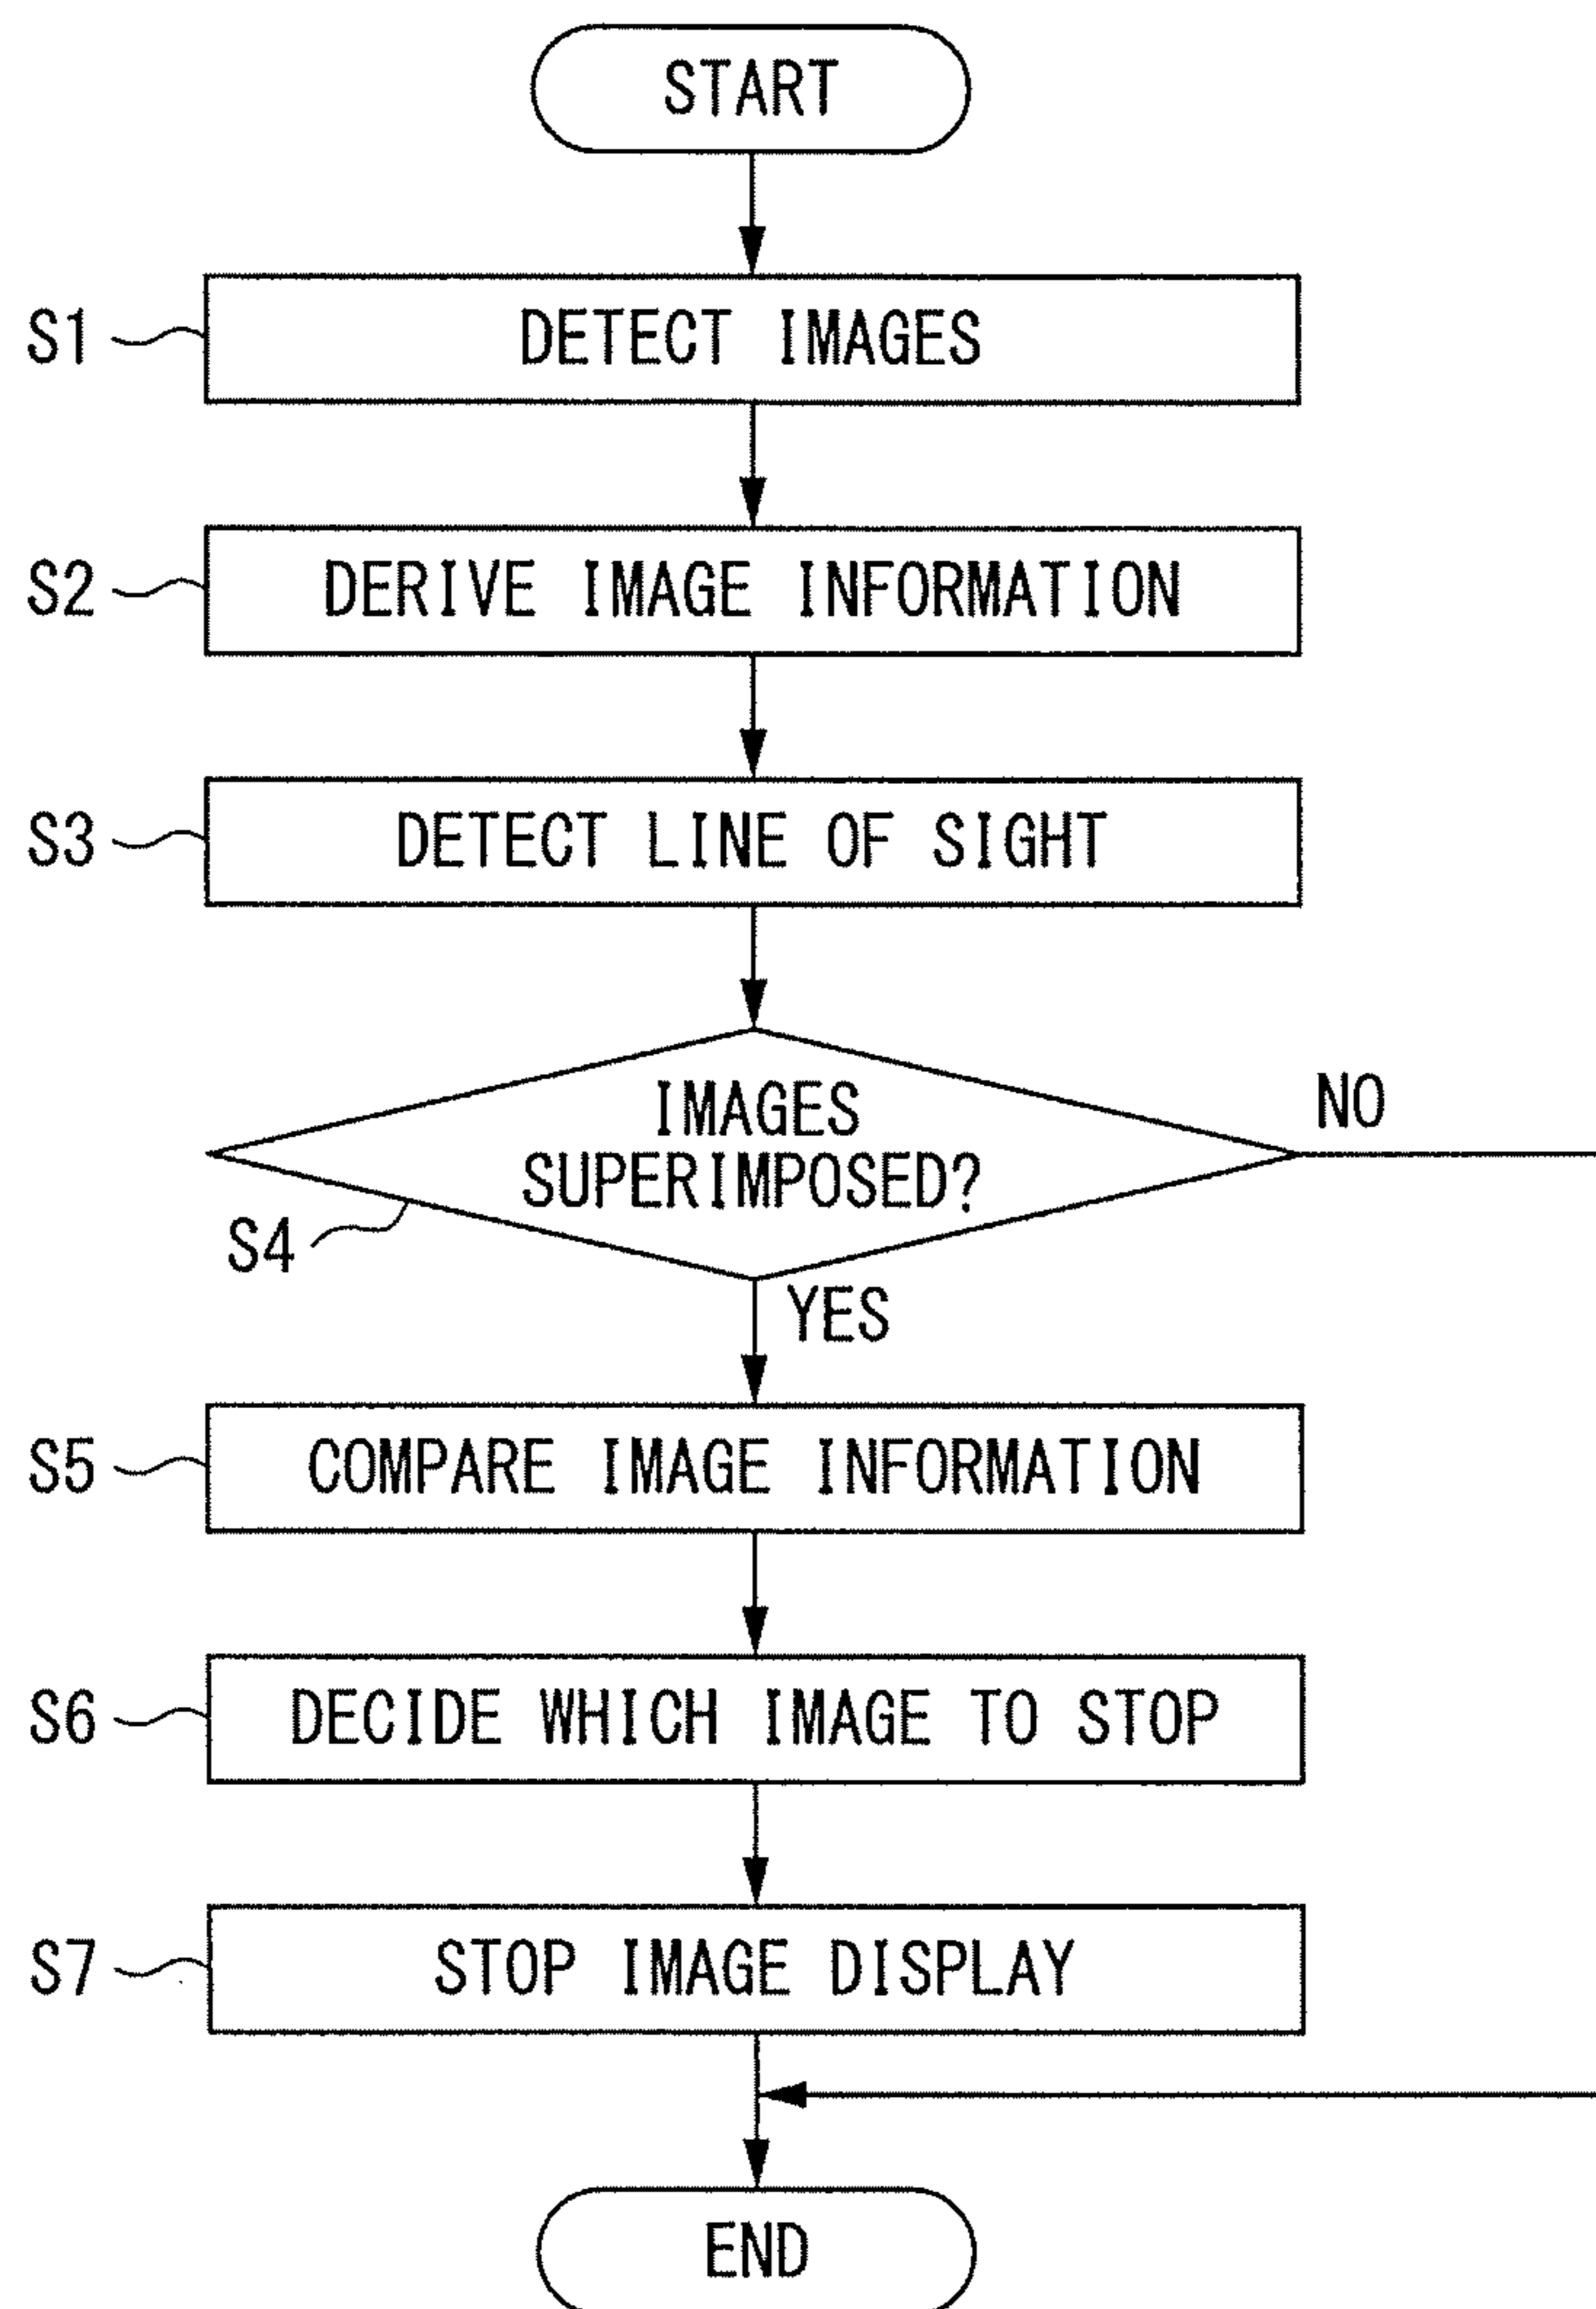 START
S1 DETECT IMAGES
S2 DERIVE IMAGE INFORMATION
S3 DETECT LINE OF SIGHT
IMAGES
SUPERIMPOSED?
NO
S4
YES
S5 COMPARE IMAGE INFORMATION
S6 DECIDE WHICH IMAGE TO STOP
S7 STOP IMAGE DISPLAY
END